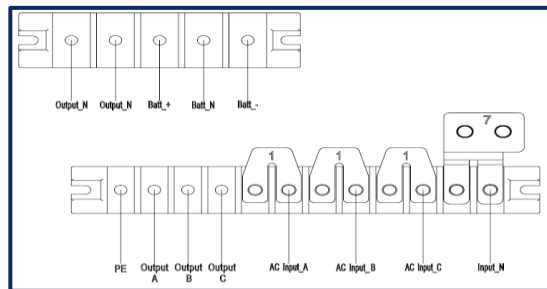 Output_N Output_N Batt_+ Batt_N Batt_-
7
1 1 1
PE Output A Output B Output C AC Input_A AC Input_B AC Input_C Input_N